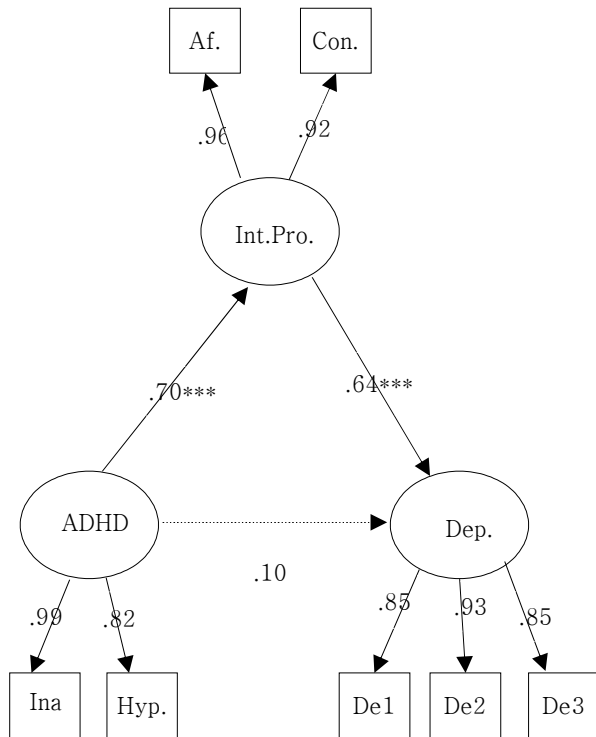 Af. Con.
.96 .92
Int.Pro.
.70*** .64***
ADHD Dep.
.10
.99 .82 .85 .93 .85
Ina Hyp. De1 De2 De3